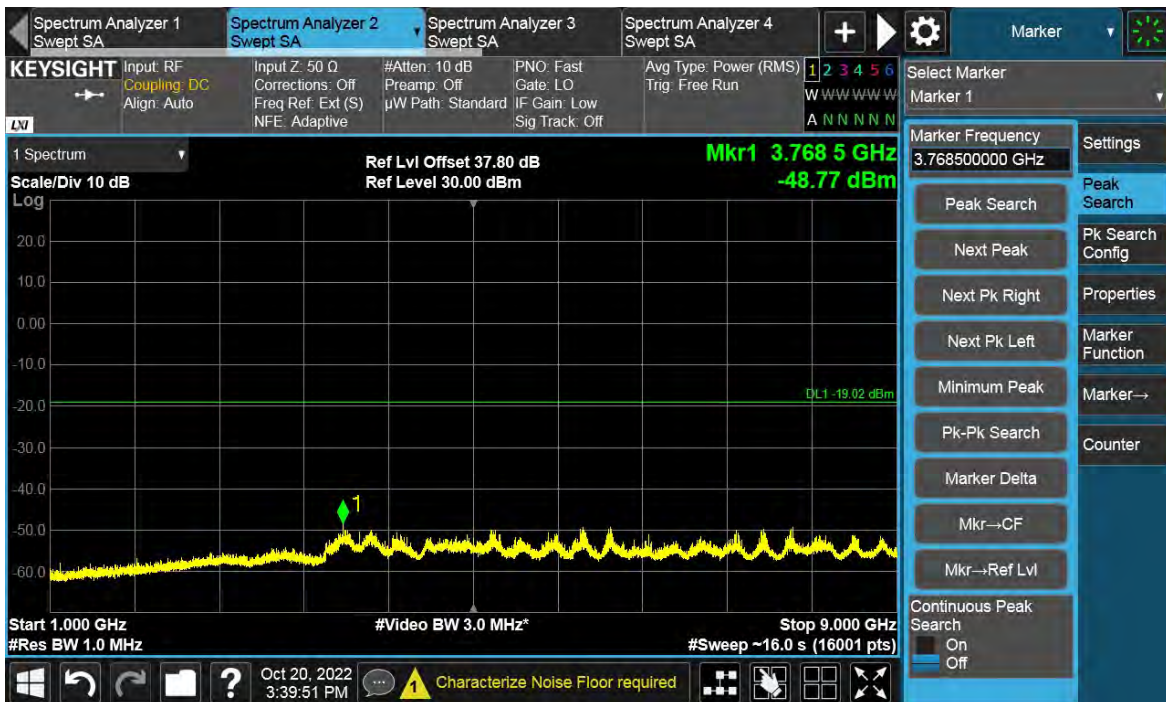 Spectrum Analyzer 1
Swept SA
Spectrum Analyzer 2
Swept SA
Spectrum Analyzer 3
Swept SA
Spectrum Analyzer 4
Swept SA
Marker
KEYSIGHT
LXI
Input: RF
Coupling: DC
Align: Auto
Input Z: 50 Ω
Corrections: Off
Freq Ref: Ext (S)
NFE: Adaptive
#Atten: 10 dB
Preamp: Off
µW Path: Standard
PNO: Fast
Gate: LO
IF Gain: Low
Sig Track: Off
Avg Type: Power (RMS)
Trig: Free Run
1 2 3 4 5 6
W W W W W W
A N N N N N
Select Marker
Marker 1
1 Spectrum
Scale/Div 10 dB
Log
Ref Lvl Offset 37.80 dB
Ref Level 30.00 dBm
Mkr1 3.768 5 GHz
-48.77 dBm
20.0
10.0
0.00
-10.0
-20.0
-30.0
-40.0
-50.0
-60.0
DL1 -19.02 dBm
1
Start 1.000 GHz
#Res BW 1.0 MHz
#Video BW 3.0 MHz*
Stop 9.000 GHz
#Sweep ~16.0 s (16001 pts)
Marker Frequency
3.768500000 GHz
Peak Search
Next Peak
Next Pk Right
Next Pk Left
Minimum Peak
Pk-Pk Search
Marker Delta
Mkr→CF
Mkr→Ref Lvl
Continuous Peak
Search
On
Off
Settings
Peak
Search
Pk Search
Config
Properties
Marker
Function
Marker→
Counter
?
Oct 20, 2022
3:39:51 PM
1
Characterize Noise Floor required